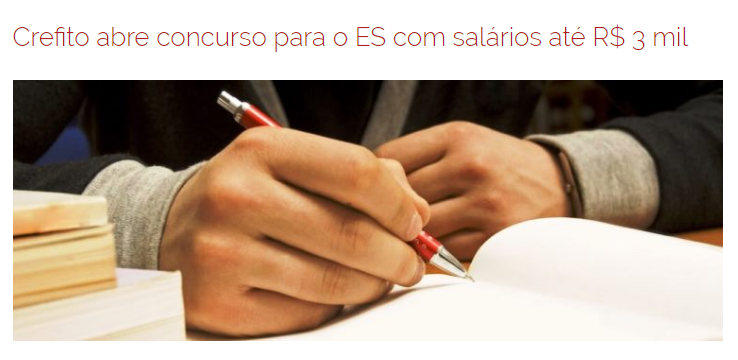 Crefito abre concurso para o ES com salários até R$ 3 mil